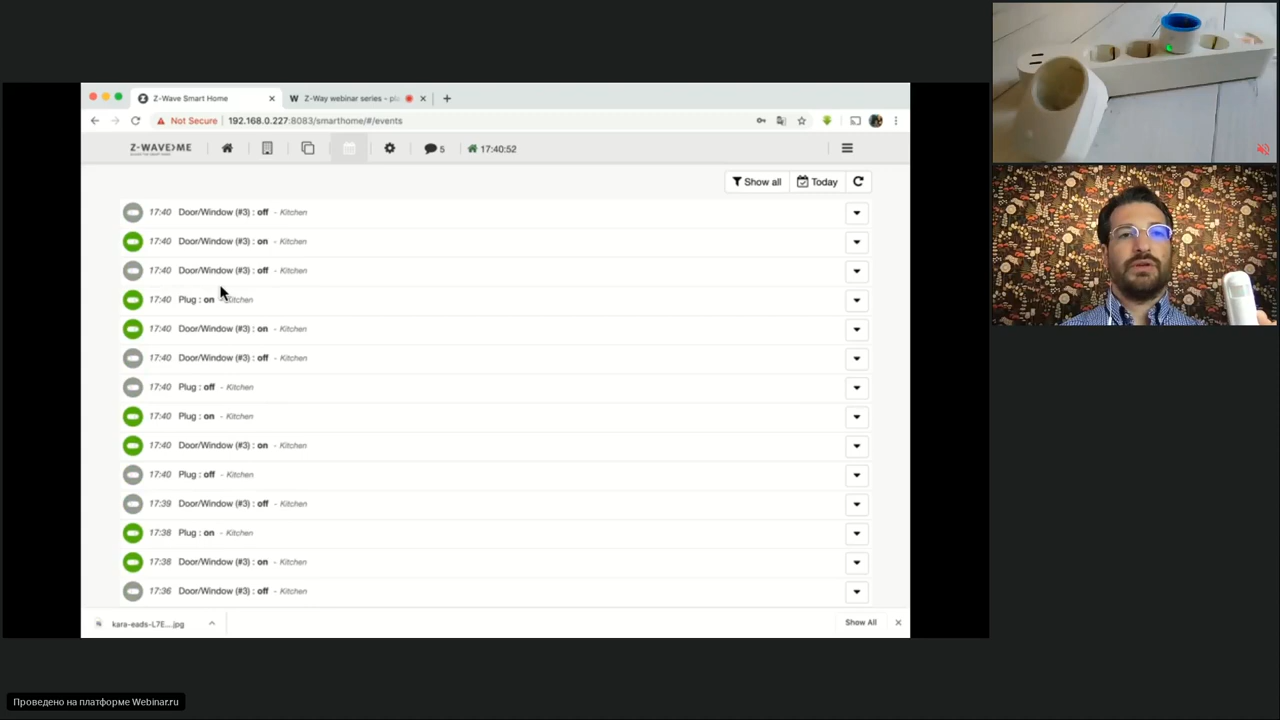 Z-Wave Smart Home
Z-Way webinar series - pla
Not Secure 192.168.0.227:8083/smarthome/#/events
Z-WAVE>ME
5
17:40:52
Show all
Today
17:40 Door/Window (#3) : off - Kitchen
17:40 Door/Window (#3) : on - Kitchen
17:40 Door/Window (#3) : off - Kitchen
17:40 Plug : on - Kitchen
17:40 Door/Window (#3) : on - Kitchen
17:40 Door/Window (#3) : off - Kitchen
17:40 Plug : off - Kitchen
17:40 Plug : on - Kitchen
17:40 Door/Window (#3) : on - Kitchen
17:40 Plug : off - Kitchen
17:39 Door/Window (#3) : off - Kitchen
17:38 Plug : on - Kitchen
17:38 Door/Window (#3) : on - Kitchen
17:36 Door/Window (#3) : off - Kitchen
kara-eads-L7E....jpg
Show All
Проведено на платформе Webinar.ru